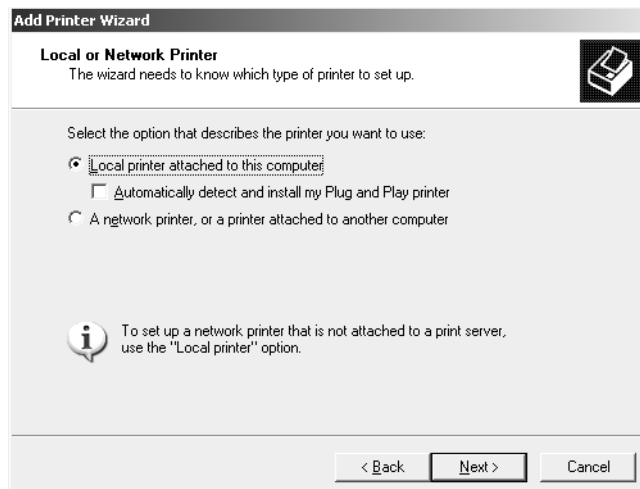 Add Printer Wizard
Local or Network Printer
The wizard needs to know which type of printer to set up.
Select the option that describes the printer you want to use:
Local printer attached to this computer
Automatically detect and install my Plug and Play printer
A network printer, or a printer attached to another computer
To set up a network printer that is not attached to a print server,
use the "Local printer" option.
< Back Next > Cancel